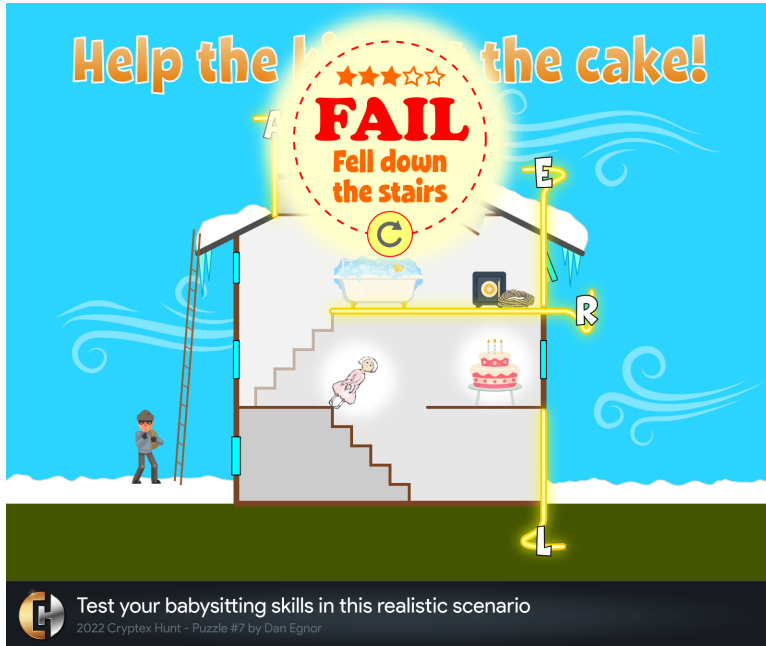 Help the the cake!
FAIL
Fell down
the stairs
A
E
R
L
Test your babysitting skills in this realistic scenario
2022 Cryptex Hunt - Puzzle #7 by Dan Egnor